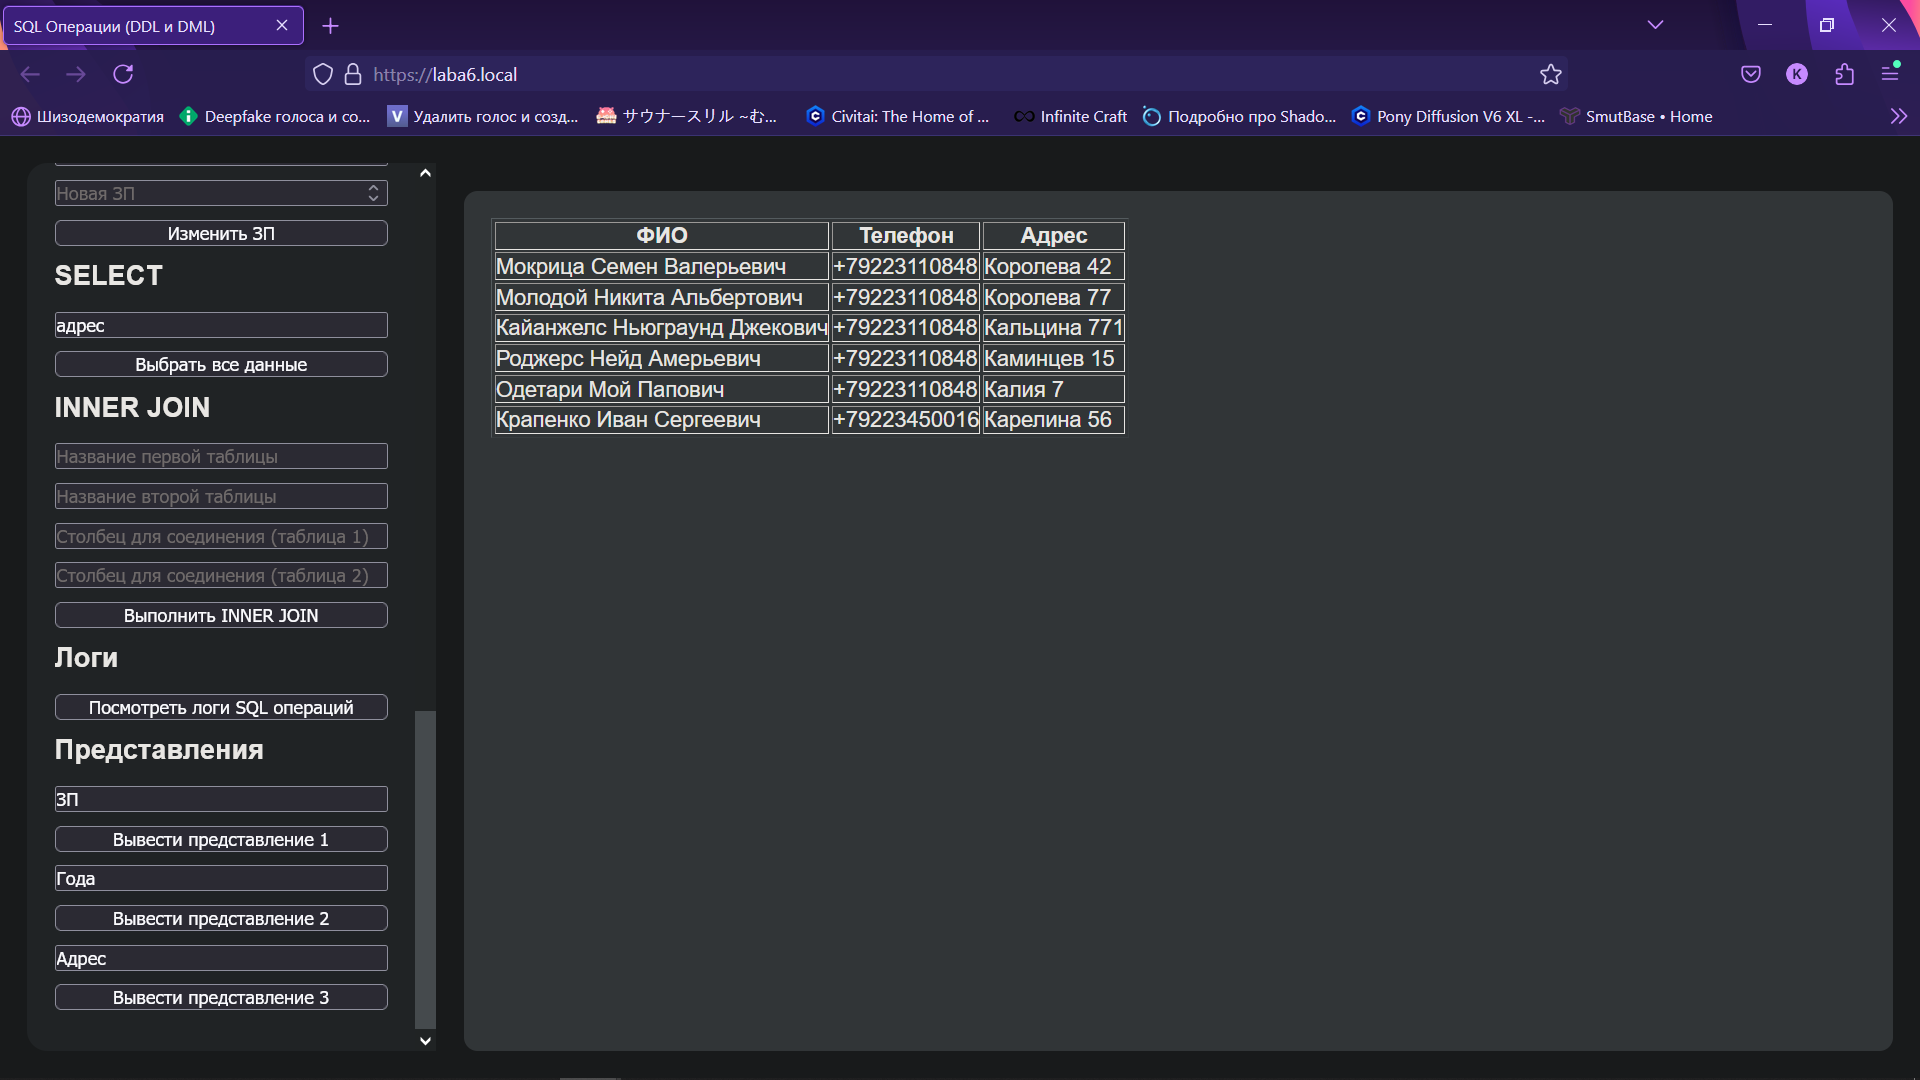 SQL Операции (DDL и DML)
https://laba6.local
K
Шизодемократия
Deepfake голоса и со...
V Удалить голос и созд...
サウナースリル ~む...
Civitai: The Home of ...
Infinite Craft
Подробно про Shado...
Pony Diffusion V6 XL -...
SmutBase • Home
Новая ЗП
Изменить ЗП
SELECT
адрес
Выбрать все данные
INNER JOIN
Название первой таблицы
Название второй таблицы
Столбец для соединения (таблица 1)
Столбец для соединения (таблица 2)
Выполнить INNER JOIN
Логи
Посмотреть логи SQL операций
Представления
ЗП
Вывести представление 1
Года
Вывести представление 2
Адрес
Вывести представление 3
ФИО Телефон Адрес
Мокрица Семен Валерьевич +79223110848 Королева 42
Молодой Никита Альбертович +79223110848 Королева 77
Кайанжелс Ньюграунд Джекович +79223110848 Кальцина 771
Роджерс Нейд Амерьевич +79223110848 Каминцев 15
Одетари Мой Папович +79223110848 Калия 7
Крапенко Иван Сергеевич +79223450016 Карелина 56